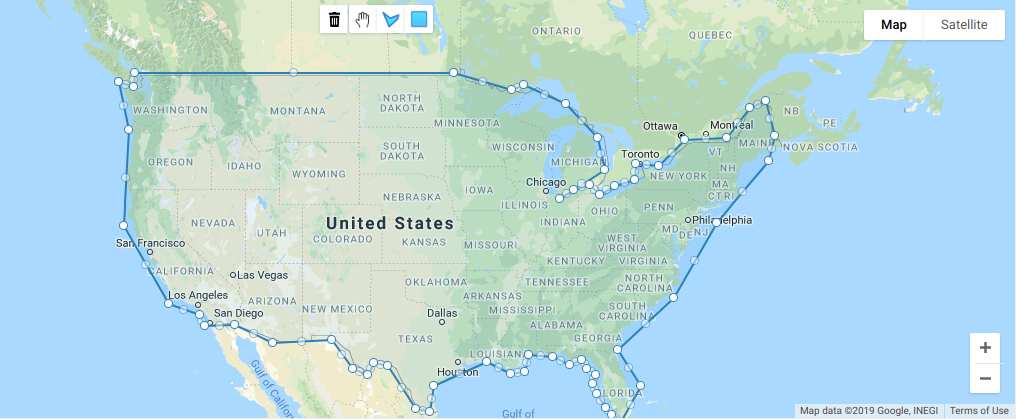 Map
Satellite
ONTARIO
QUEBEC
WASHINGTON
MONTANA
NORTH
DAKOTA
MINNESOTA
Ottawa
Montreal
NB
PE
NOVA SCOTIA
MAINE
VT
NH
MA
CT RI
OREGON
IDAHO
WYOMING
SOUTH
DAKOTA
WISCONSIN
MICHIGAN
Toronto
NEW YORK
Chicago
IOWA
NEBRASKA
ILLINOIS
INDIANA
OHIO
PENN
Philadelphia
MD
DE
NJ
NEVADA
UTAH
United States
COLORADO
KANSAS
MISSOURI
WEST
VIRGINIA
KENTUCKY
VIRGINIA
San Francisco
CALIFORNIA
Las Vegas
Los Angeles
San Diego
ARIZONA
NEW MEXICO
OKLAHOMA
ARKANSAS
TENNESSEE
NORTH
CAROLINA
SOUTH
CAROLINA
MISSISSIPPI
ALABAMA
GEORGIA
Dallas
TEXAS
LOUISIANA
Houston
FLORIDA
Gulf of
Gulf of Californ
+
−
Map data ©2019 Google, INEGI
Terms of Use